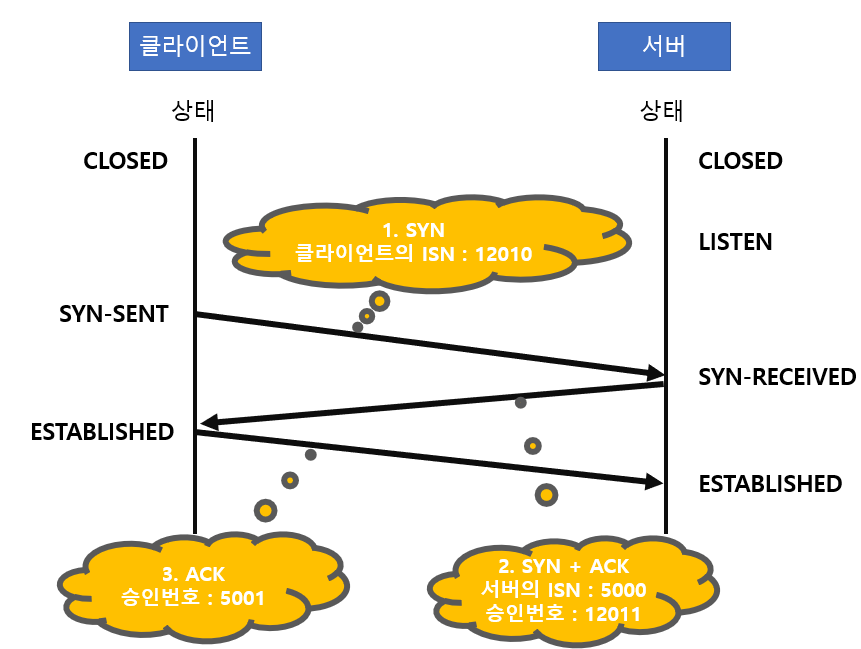 클라이언트
서버
상태
상태
CLOSED
CLOSED
1. SYN
클라이언트의 ISN : 12010
LISTEN
SYN-SENT
SYN-RECEIVED
ESTABLISHED
ESTABLISHED
3. ACK
승인번호 : 5001
2. SYN + ACK
서버의 ISN : 5000
승인번호 : 12011